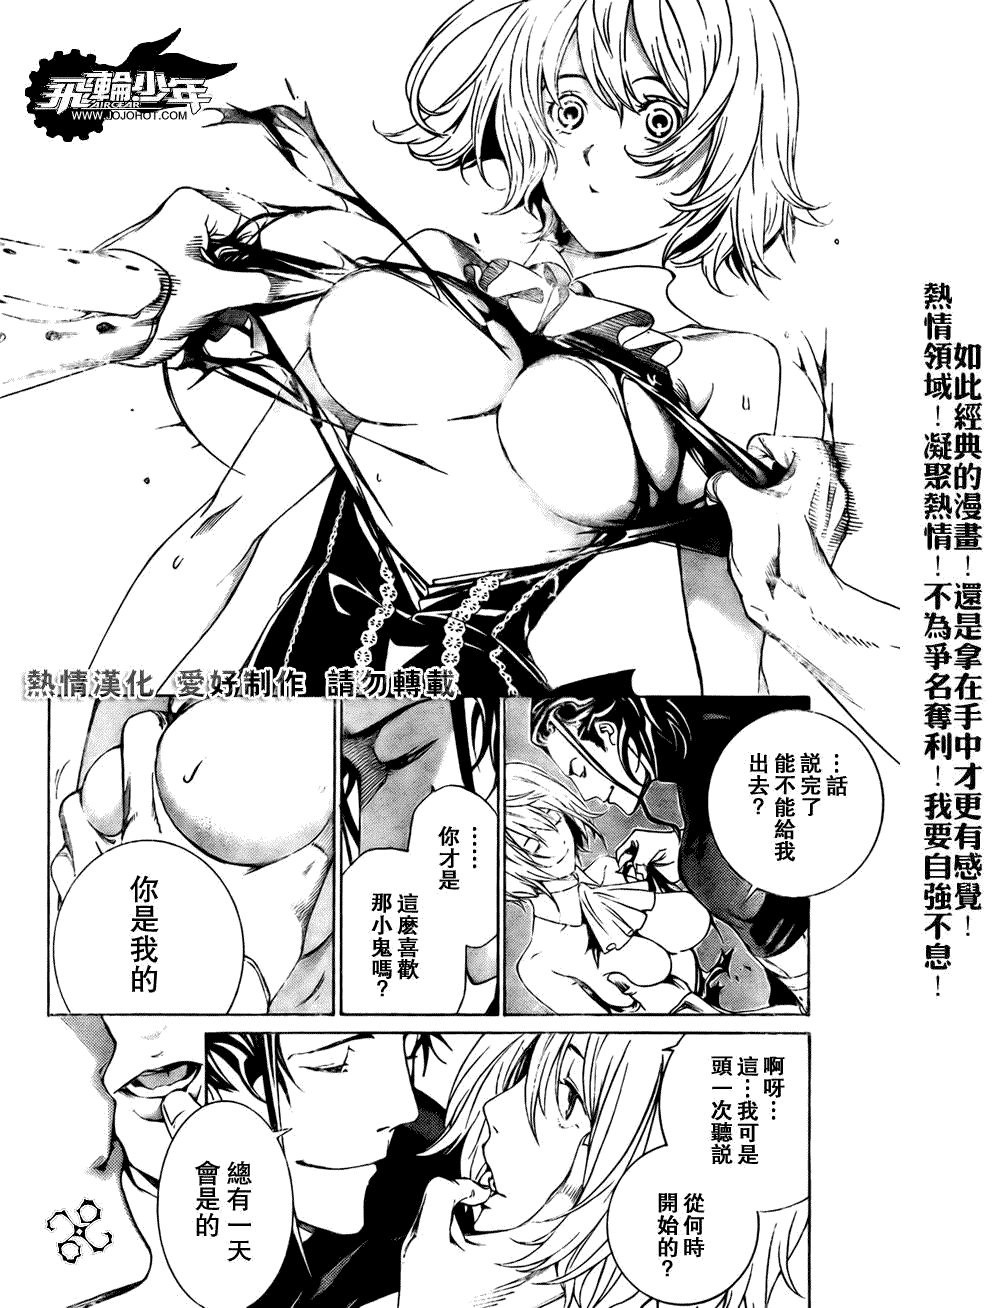 飛輪少年
AIRGEAR
WWW.JOJOHOT.COM
如此經典的漫畫！還是拿在手中才更有感覺！
熱情領域！凝聚熱情！不為爭名奪利！我要自強不息！
熱情漢化 愛好制作 請勿轉載
…話
説完了
能不能給我
出去？
……
你才是
這麼喜歡
那小鬼嗎？
你是我的
啊呀…
這…我可是
頭一次聽説
從何時
開始的？
總有一天
會是的